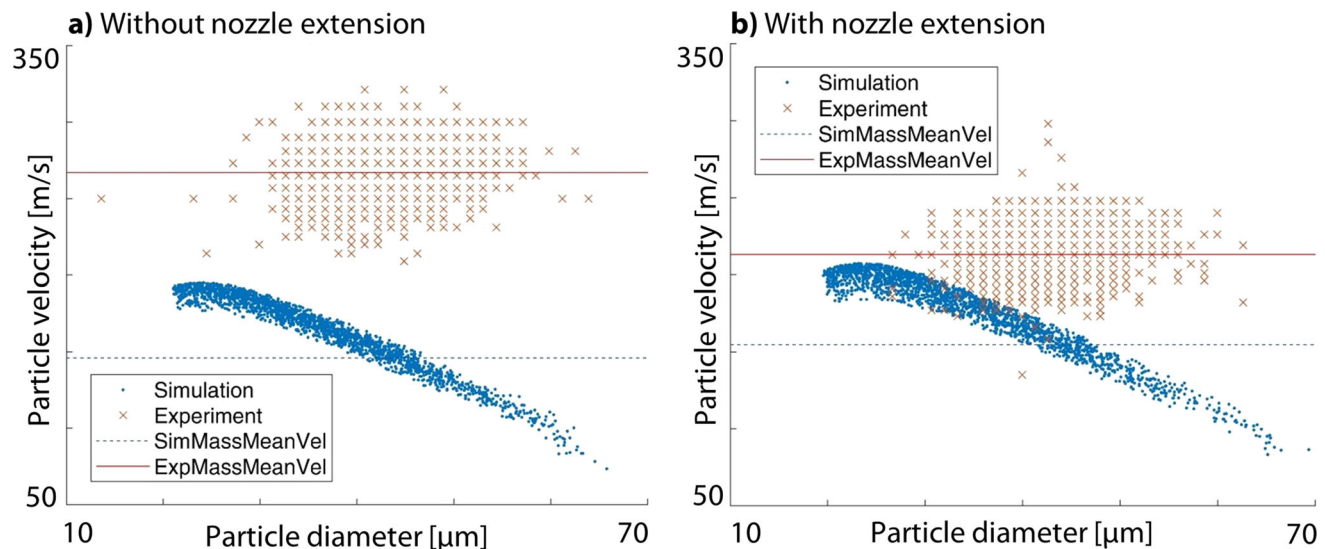 a) Without nozzle extension
350
Particle velocity [m/s]
Simulation
Experiment
SimMassMeanVel
ExpMassMeanVel
50
10
Particle diameter [µm]
70
b) With nozzle extension
350
Particle velocity [m/s]
Simulation
Experiment
SimMassMeanVel
ExpMassMeanVel
50
10
Particle diameter [µm]
70